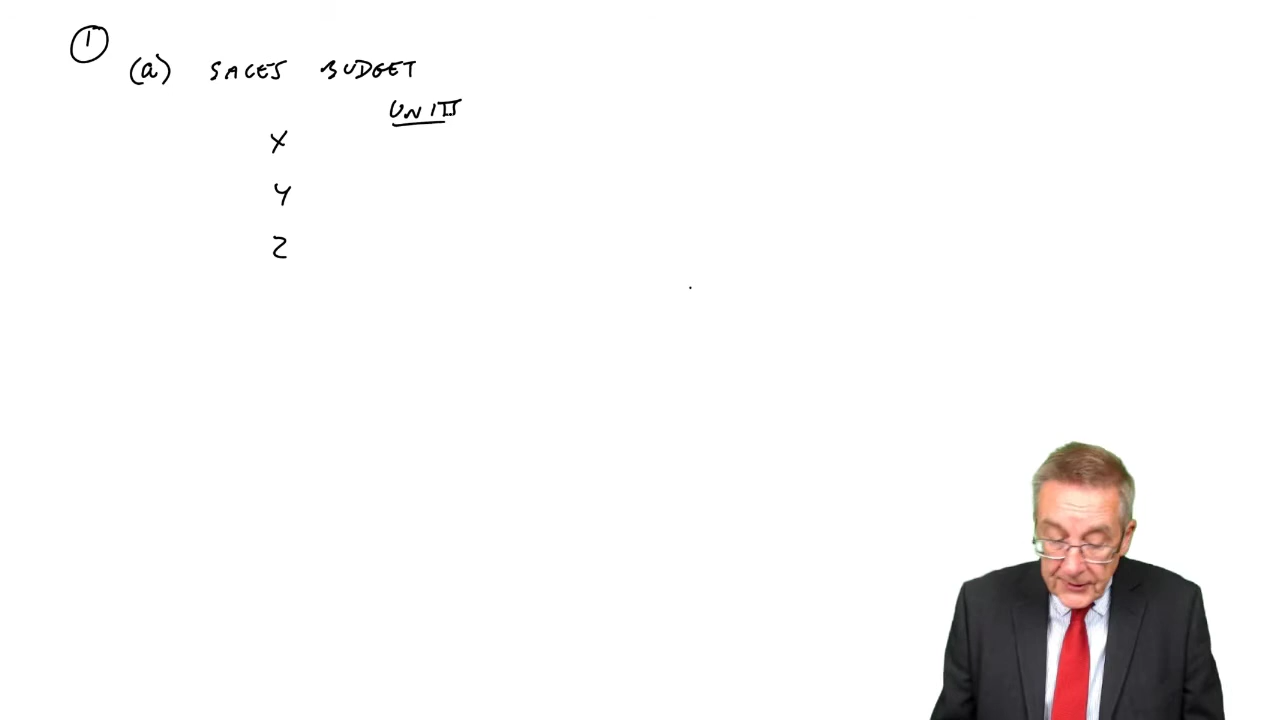 ①
(a) SALES BUDGET
UNITS
X
Y
Z